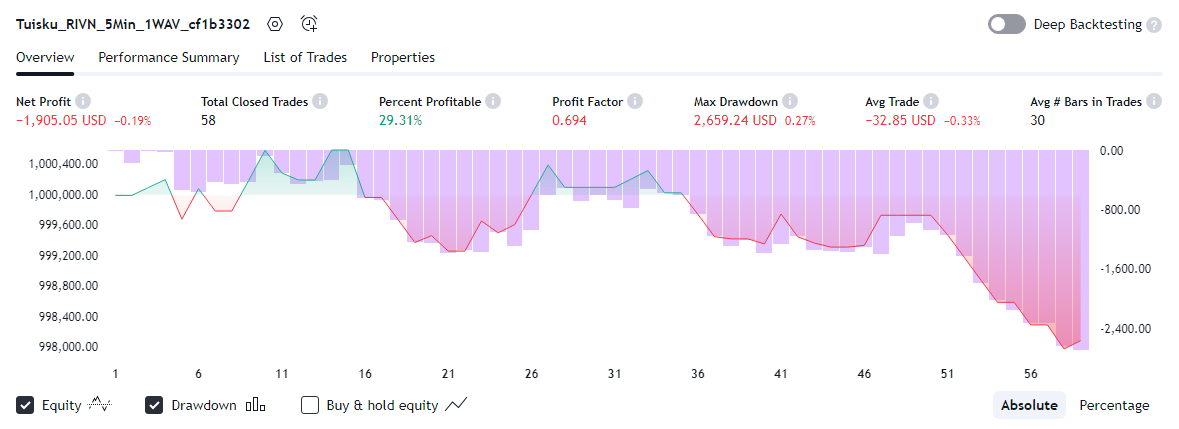 Tuisku_RIVN_5Min_1WAV_cf1b3302
Deep Backtesting ?
Overview Performance Summary List of Trades Properties
Net Profit i Total Closed Trades i Percent Profitable i Profit Factor i Max Drawdown i Avg Trade i Avg # Bars in Trades i
−1,905.05 USD −0.19% 58 29.31% 0.694 2,659.24 USD 0.27% −32.85 USD −0.33% 30
1,000,400.00 0.00
1,000,000.00
999,600.00 -800.00
999,200.00
998,800.00 -1,600.00
998,400.00 -2,400.00
998,000.00
1 6 11 16 21 26 31 36 41 46 51 56
Equity Drawdown Buy & hold equity Absolute Percentage